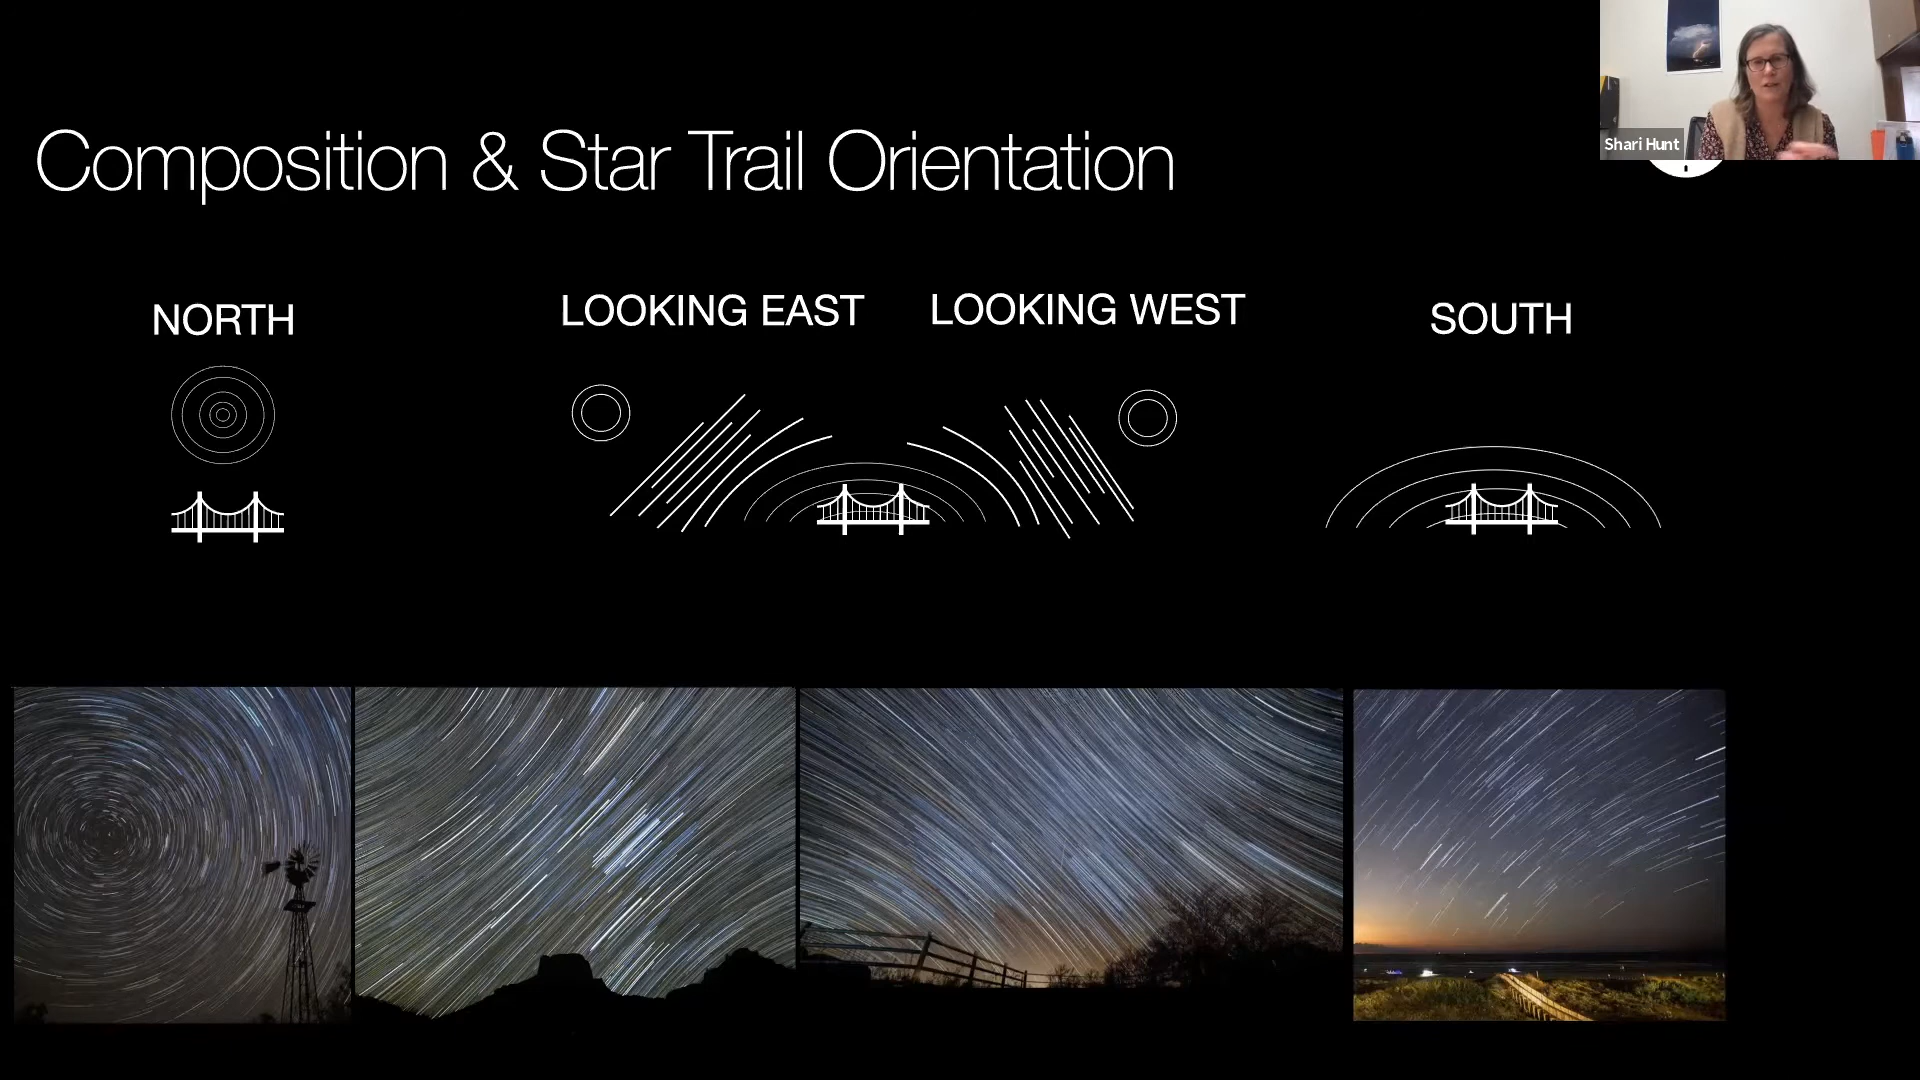 Shari Hunt
Composition & Star Trail Orientation
NORTH
LOOKING EAST
LOOKING WEST
SOUTH